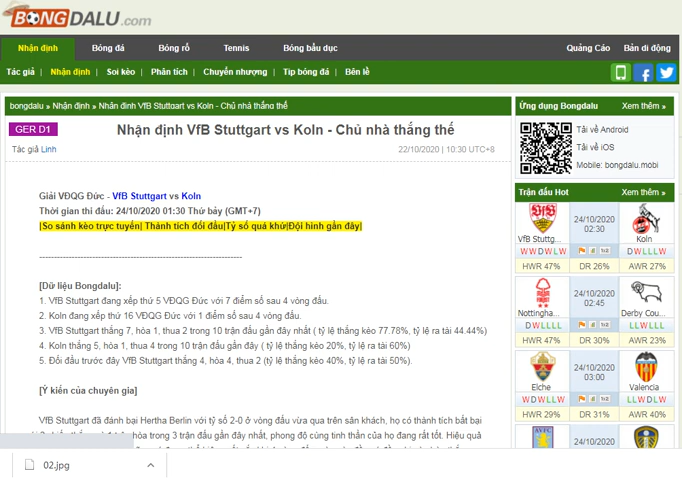 BONGDALU.com
Nhận định Bóng đá Bóng rổ Tennis Bóng bầu dục Quảng Cáo Bản di động
Tác giả | Nhận định | Soi kèo | Phân tích | Chuyển nhượng | Tip bóng đá | Bên lề
bongdalu » Nhận định » Nhân đinh VfB Stuttgart vs Koln - Chủ nhà thắng thế
GER D1 Nhận định VfB Stuttgart vs Koln - Chủ nhà thắng thế
Tác giả Linh 22/10/2020 | 10:30 UTC+8
Giải VĐQG Đức - VfB Stuttgart vs Koln
Thời gian thi đấu: 24/10/2020 01:30 Thứ bảy (GMT+7)
|So sánh kèo trực tuyến| Thành tích đối đầu|Tỷ số quá khứ|Đội hình gần đây|
[Dữ liệu Bongdalu]:
1. VfB Stuttgart đang xếp thứ 5 VĐQG Đức với 7 điểm số sau 4 vòng đấu.
2. Koln đang xếp thứ 16 VĐQG Đức với 1 điểm số sau 4 vòng đấu.
3. VfB Stuttgart thắng 7, hòa 1, thua 2 trong 10 trận đấu gần đây nhất ( tỷ lệ thắng kèo 77.78%, tỷ lệ ra tài 44.44%)
4. Koln thắng 5, hòa 1, thua 4 trong 10 trận đấu gần đây ( tỷ lệ thắng kèo 20%, tỷ lệ ra tài 60%)
5. Đối đầu trước đây VfB Stuttgart thắng 4, hòa 4, thua 2 (tỷ lệ thắng kèo 40%, tỷ lệ ra tài 50%).
[Ý kiến của chuyên gia]
VfB Stuttgart đã đánh bại Hertha Berlin với tỷ số 2-0 ở vòng đấu vừa qua trên sân khách, họ có thành tích bất bại
hòa trong 3 trận đấu gần đây nhất, phong độ cùng tinh thần của họ đang rất tốt. Hiệu quả
Ứng dụng Bongdalu Xem thêm »
Tải về Android
Tải về iOS
Mobile: bongdalu.mobi
Trận đấu Hot Xem thêm »
24/10/2020
02:30
VfB Stuttg... Koln
W W D W L W D W L L L W
HWR 47% DR 26% AWR 27%
24/10/2020
02:45
Nottingha... Derby Cou...
D W L L L L L L W L L L
HWR 47% DR 30% AWR 23%
24/10/2020
03:00
Elche Valencia
W D W L L W L L W D L W
HWR 29% DR 31% AWR 40%
AVFC 24/10/2020
02.jpg